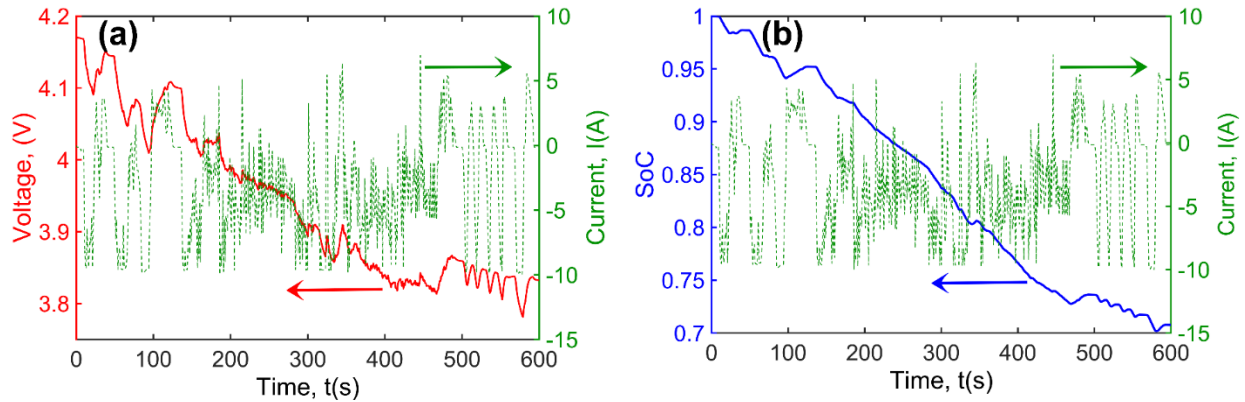 (a)
4.2
4.1
4
3.9
3.8
Voltage, (V)
10
5
0
-5
-10
-15
Current, I(A)
0 100 200 300 400 500 600
Time, t(s)
(b)
1
0.95
0.9
0.85
0.8
0.75
0.7
SoC
10
5
0
-5
-10
-15
Current, I(A)
0 100 200 300 400 500 600
Time, t(s)